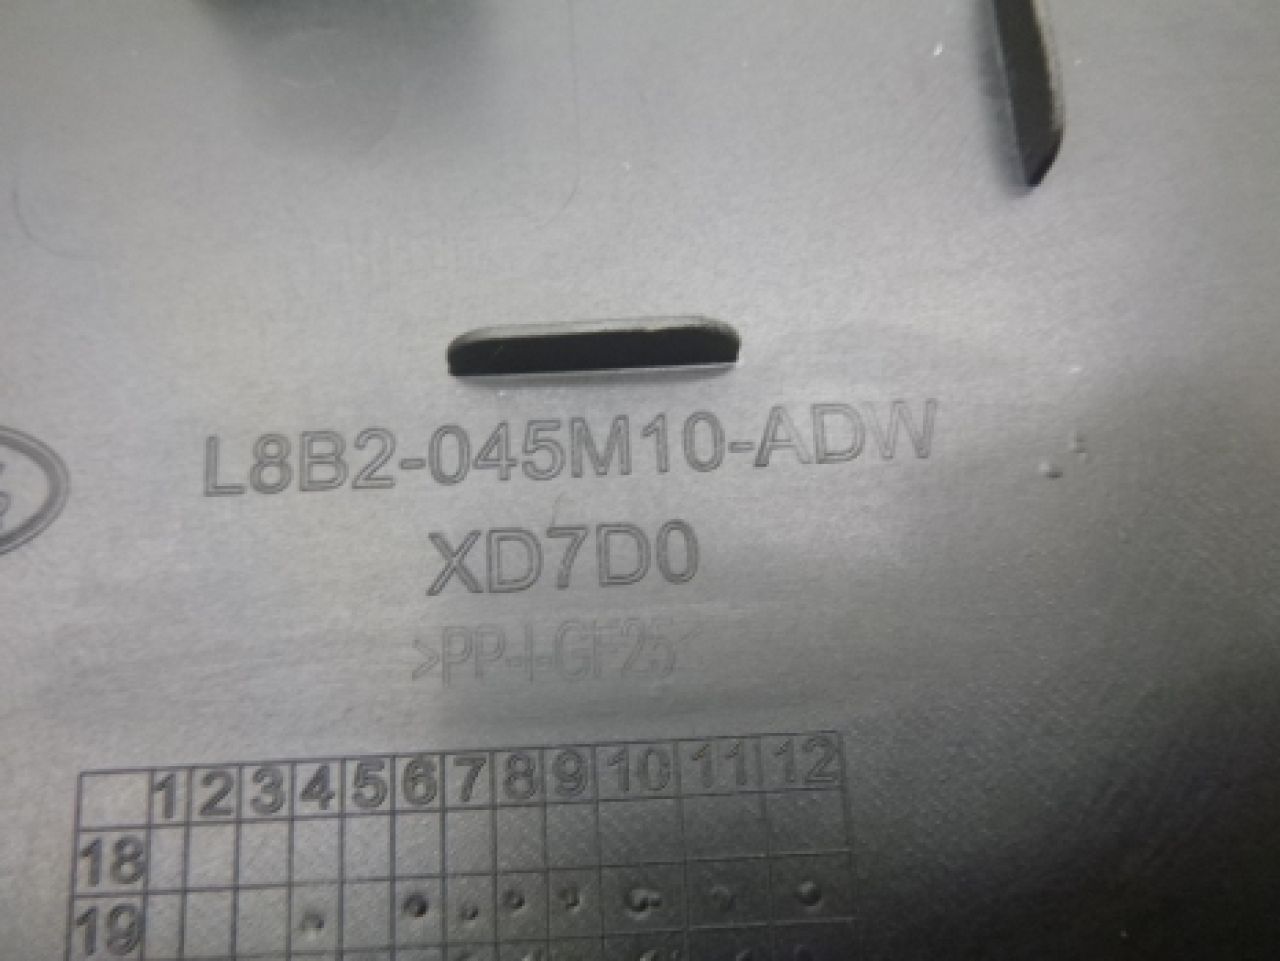 L8B2-045M10-ADW
XD7D0
>PP-I-GF25<
1 2 3 4 5 6 7 8 9 10 11 12
18
19